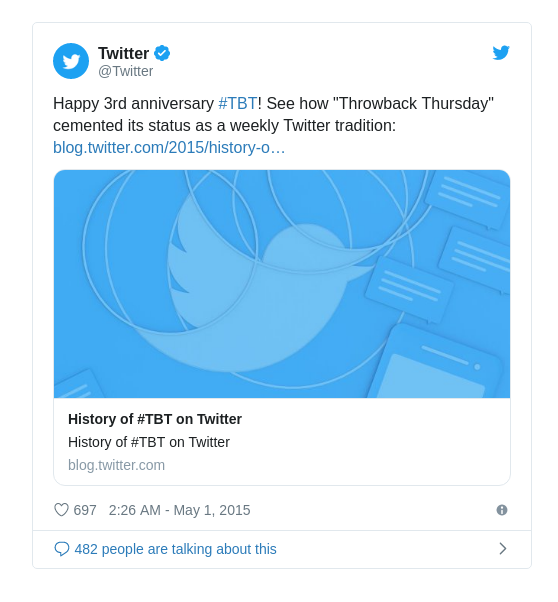 Twitter
@Twitter
Happy 3rd anniversary #TBT! See how "Throwback Thursday"
cemented its status as a weekly Twitter tradition:
blog.twitter.com/2015/history-o…
History of #TBT on Twitter
History of #TBT on Twitter
blog.twitter.com
697 2:26 AM - May 1, 2015
482 people are talking about this